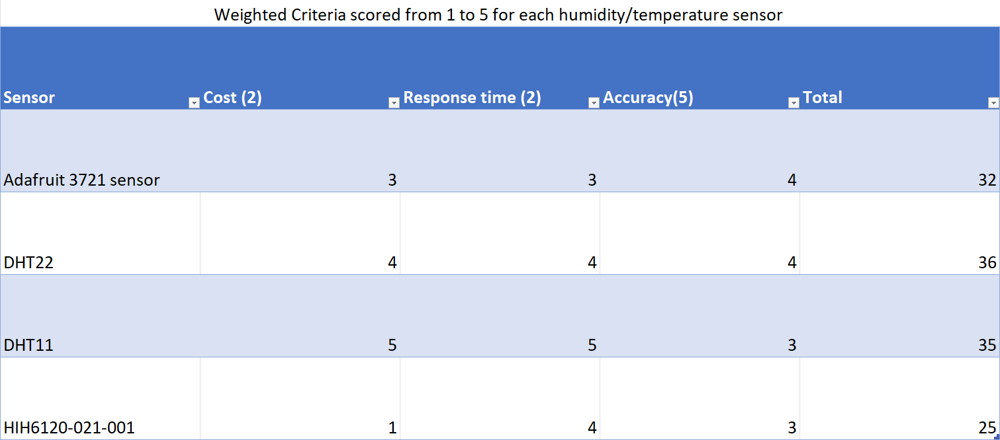 Weighted Criteria scored from 1 to 5 for each humidity/temperature sensor
Sensor Cost (2) Response time (2) Accuracy(5) Total
Adafruit 3721 sensor 3 3 4 32
DHT22 4 4 4 36
DHT11 5 5 3 35
HIH6120-021-001 1 4 3 25